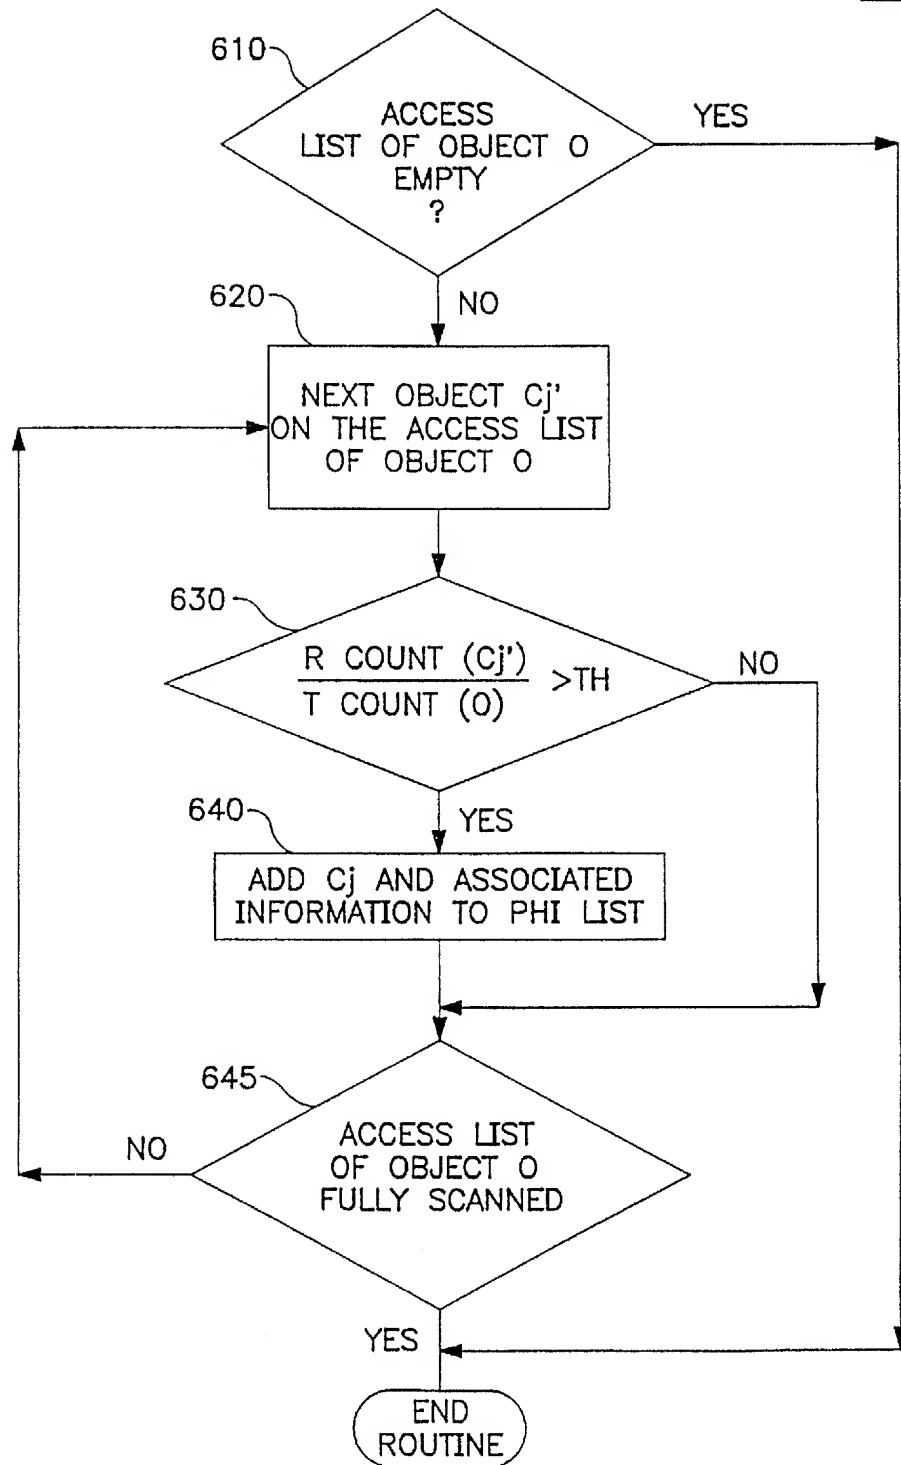 610
ACCESS
LIST OF OBJECT O
EMPTY
?
YES
NO
620
NEXT OBJECT Cj'
ON THE ACCESS LIST
OF OBJECT O
630
R COUNT (Cj')
T COUNT (O)
>TH
NO
YES
640
ADD Cj AND ASSOCIATED
INFORMATION TO PHI LIST
645
ACCESS LIST
OF OBJECT O
FULLY SCANNED
NO
YES
END
ROUTINE